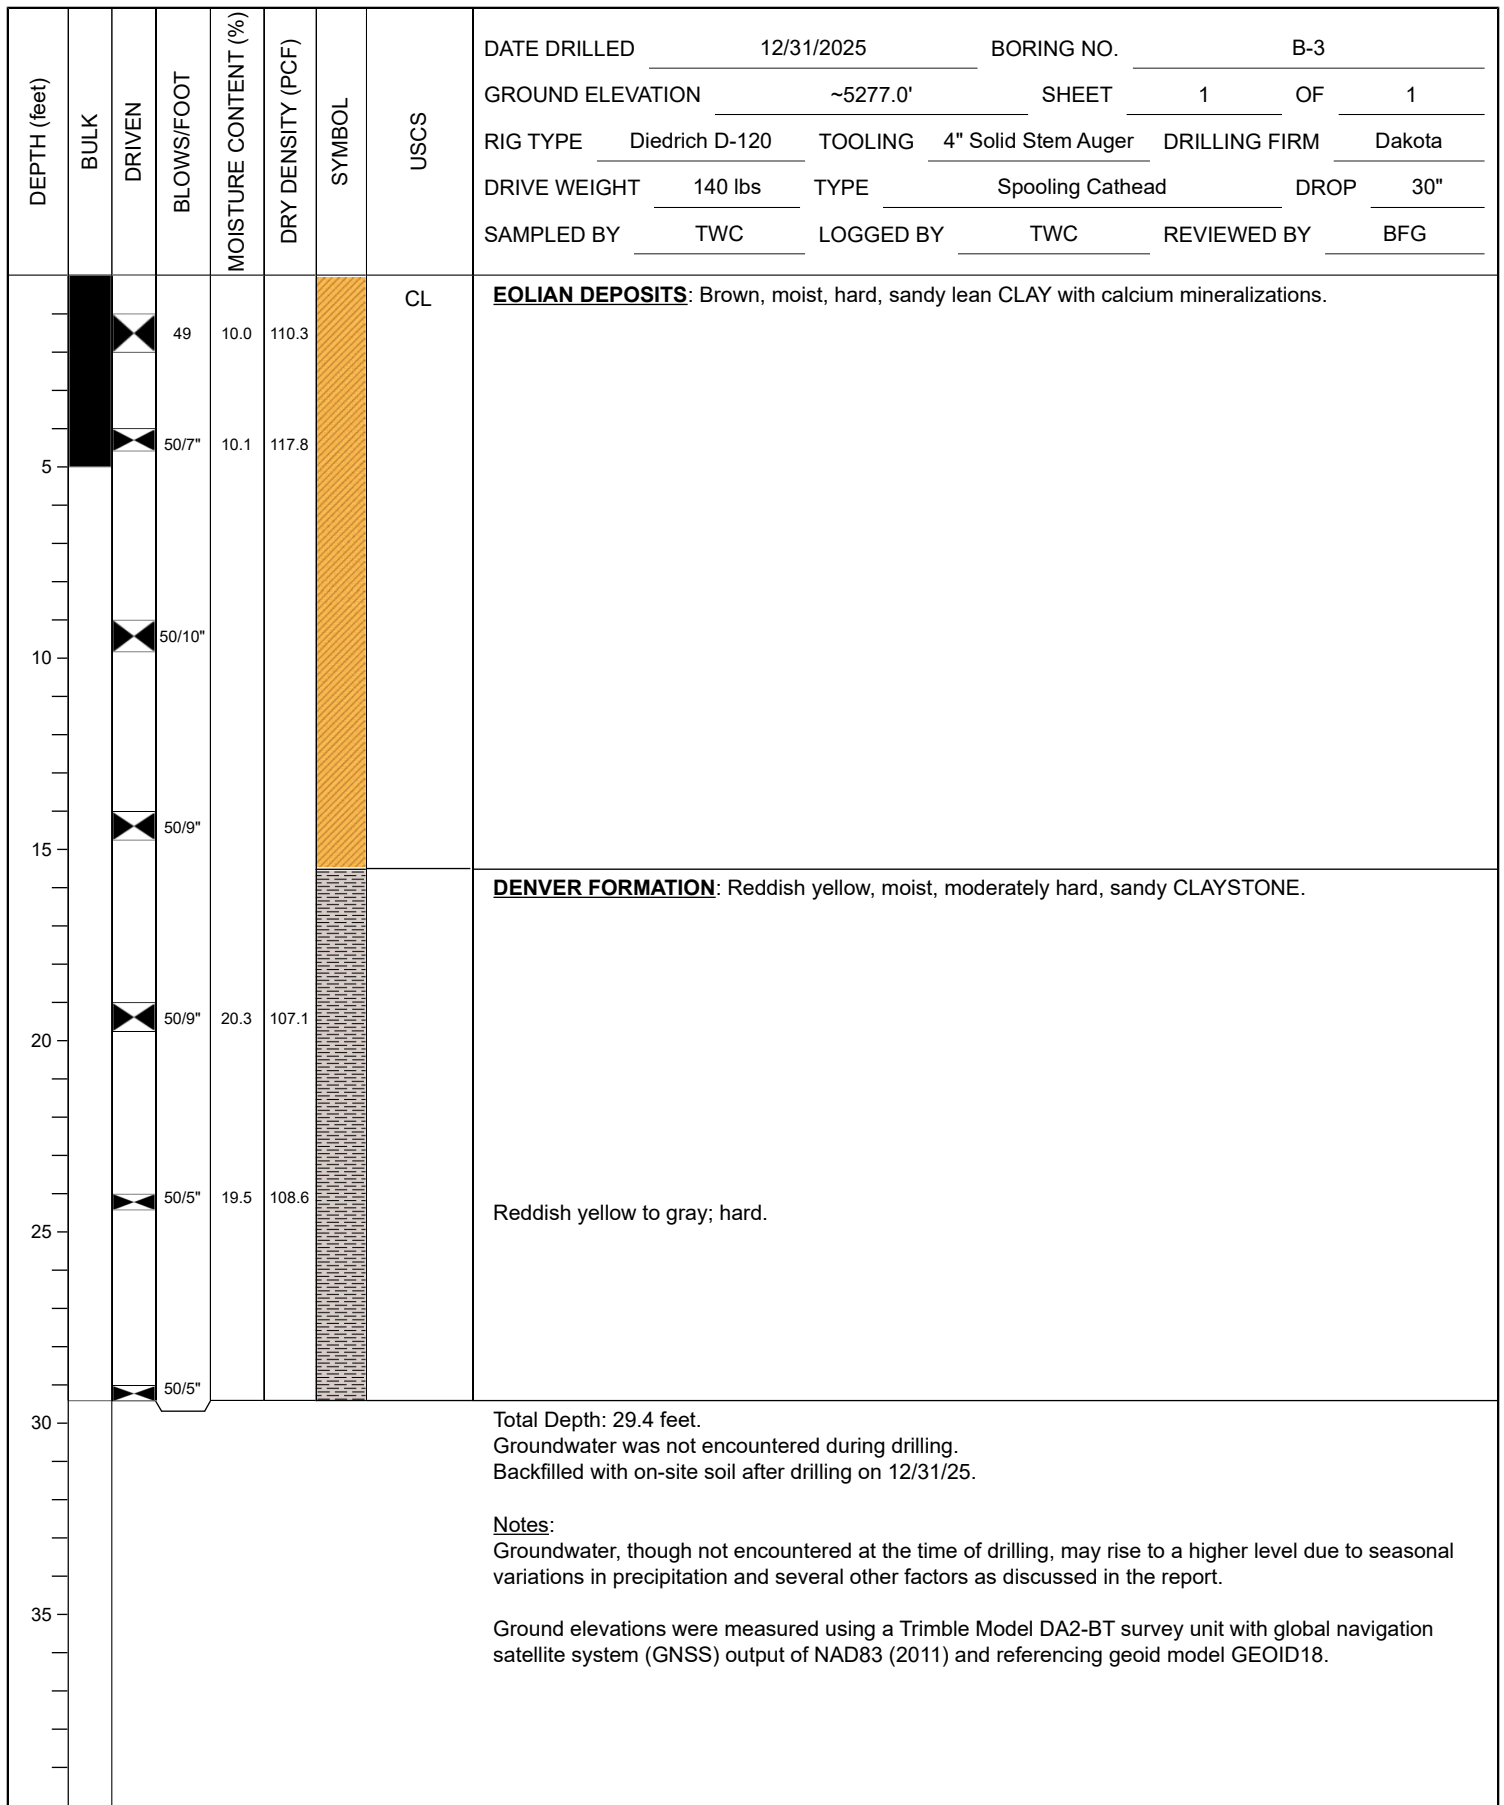 DEPTH (feet)
BULK
DRIVEN
BLOWS/FOOT
MOISTURE CONTENT (%)
DRY DENSITY (PCF)
SYMBOL
USCS
DATE DRILLED 12/31/2025 BORING NO. B-3
GROUND ELEVATION ~5277.0' SHEET 1 OF 1
RIG TYPE Diedrich D-120 TOOLING 4" Solid Stem Auger DRILLING FIRM Dakota
DRIVE WEIGHT 140 lbs TYPE Spooling Cathead DROP 30"
SAMPLED BY TWC LOGGED BY TWC REVIEWED BY BFG
CL EOLIAN DEPOSITS: Brown, moist, hard, sandy lean CLAY with calcium mineralizations.
49 10.0 110.3
50/7" 10.1 117.8
5
50/10"
10
50/9"
15
DENVER FORMATION: Reddish yellow, moist, moderately hard, sandy CLAYSTONE.
50/9" 20.3 107.1
20
50/5" 19.5 108.6
Reddish yellow to gray; hard.
25
50/5"
30 Total Depth: 29.4 feet.
Groundwater was not encountered during drilling.
Backfilled with on-site soil after drilling on 12/31/25.
Notes:
Groundwater, though not encountered at the time of drilling, may rise to a higher level due to seasonal
variations in precipitation and several other factors as discussed in the report.
35
Ground elevations were measured using a Trimble Model DA2-BT survey unit with global navigation
satellite system (GNSS) output of NAD83 (2011) and referencing geoid model GEOID18.